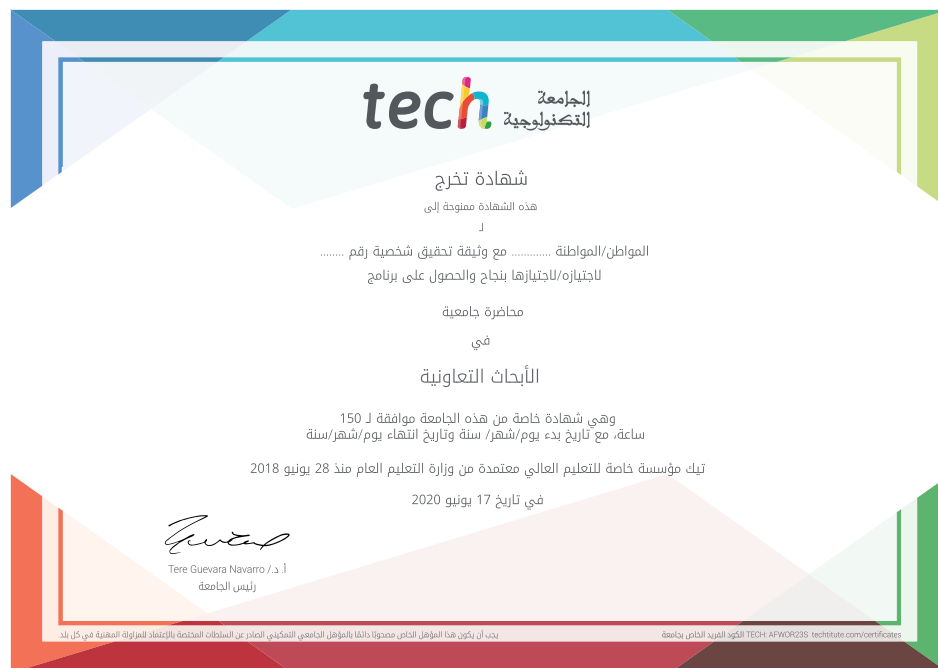 tech الجامعة
التكنولوجية
شهادة تخرج
هذه الشهادة ممنوحة إلى
لـ
المواطن/المواطنة ............ مع وثيقة تحقيق شخصية رقم ........
لاجتيازه/لاجتيازها بنجاح والحصول على برنامج
محاضرة جامعية
في
الأبحاث التعاونية
وهي شهادة خاصة من هذه الجامعة موافقة لـ 150
ساعة، مع تاريخ بدء يوم/شهر/ سنة وتاريخ انتهاء يوم/شهر/سنة
تيك مؤسسة خاصة للتعليم العالي معتمدة من وزارة التعليم العام منذ 28 يونيو 2018
في تاريخ 17 يونيو 2020
أ. د./ Tere Guevara Navarro
رئيس الجامعة
يجب أن يكون هذا المؤهل الخاص مصحوبًا دائمًا بالمؤهل الجامعي التمكيني الصادر عن السلطات المختصة بالإعتماد للمزاولة المهنية في كل بلد.
الكود الفريد الخاص بجامعة TECH: AFWOR23S techtitute.com/certificates